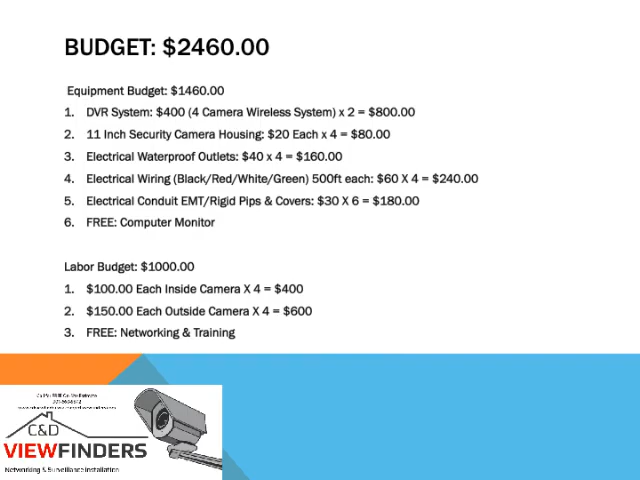 BUDGET: $2460.00
Equipment Budget: $1460.00
1. DVR System: $400 (4 Camera Wireless System) x 2 = $800.00
2. 11 Inch Security Camera Housing: $20 Each x 4 = $80.00
3. Electrical Waterproof Outlets: $40 x 4 = $160.00
4. Electrical Wiring (Black/Red/White/Green) 500ft each: $60 X 4 = $240.00
5. Electrical Conduit EMT/Rigid Pips & Covers: $30 X 6 = $180.00
6. FREE: Computer Monitor
Labor Budget: $1000.00
1. $100.00 Each Inside Camera X 4 = $400
2. $150.00 Each Outside Camera X 4 = $600
3. FREE: Networking & Training
C&D
VIEWFINDERS
Networking & Surveillance Installation